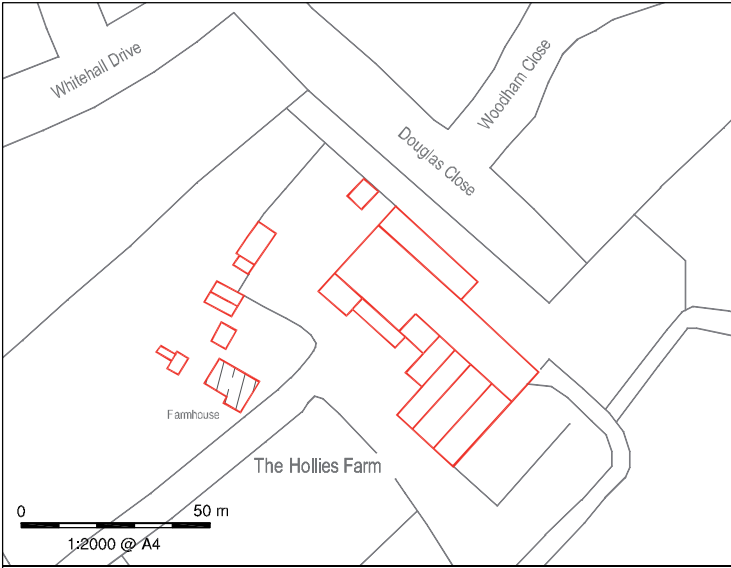 Whitehall Drive
Woodham Close
Douglas Close
Farmhouse
The Hollies Farm
0 50 m
1:2000 @ A4